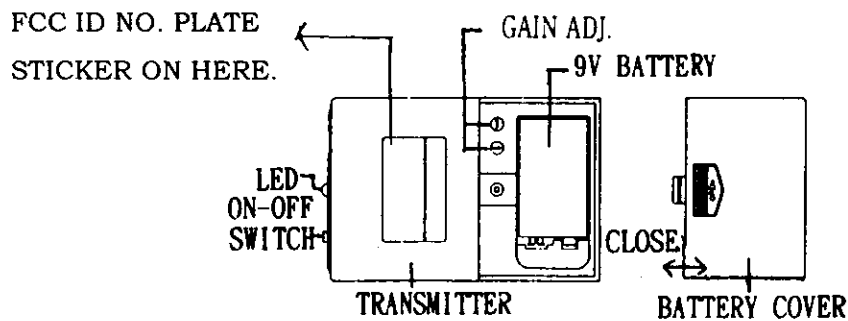 FCC ID NO. PLATE
STICKER ON HERE.
GAIN ADJ.
9V BATTERY
LED
ON-OFF
SWITCH
CLOSE
TRANSMITTER
BATTERY COVER